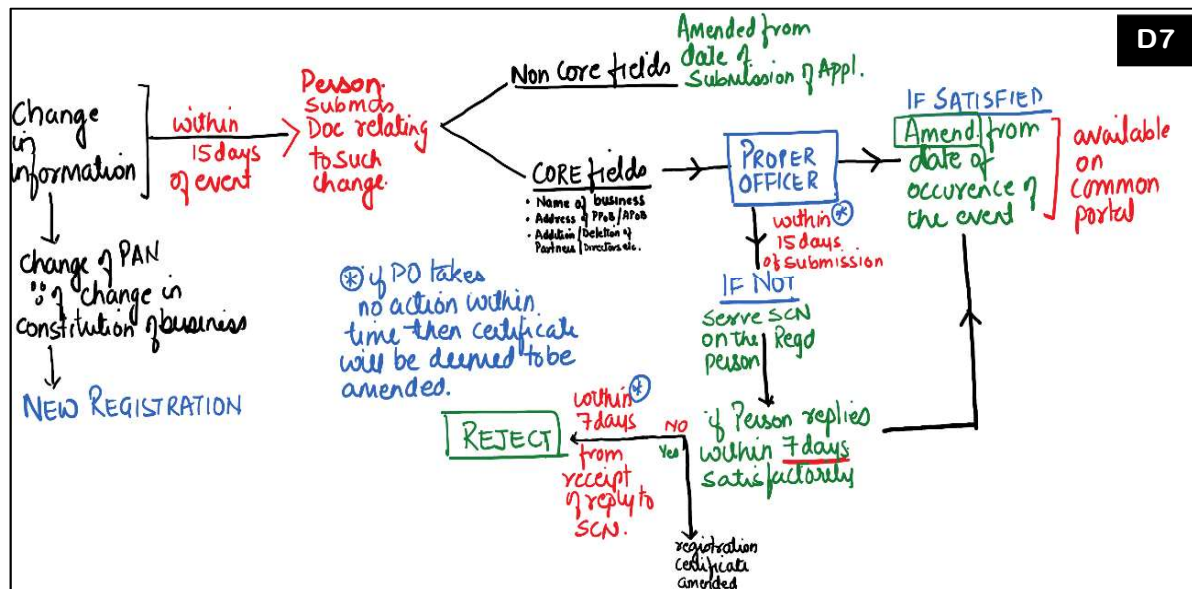 D7
Change
in
information
within
15 days
of event
Person
submits
Doc relating
to such
change.
Non Core fields
Amended from
date of
Submission of Appl.
CORE fields
• Name of business
• Address of PPoB/APoB
• Addition/Deletion of
Partners/Directors etc.
PROPER
OFFICER
IF SATISFIED
Amend. from
date of
occurence of
the event
available
on
common
portal
within *
15 days
of submission
IF NOT
serve SCN
on the Regd
person
if Person replies
within 7days
satisfactorely
NO
Yes
within *
7 days
from
receipt
of reply to
SCN.
REJECT
registration
certificate
amended
change of PAN
∵ of change in
constitution of business
NEW REGISTRATION
* if PO takes
no action within
time then certificate
will be deemed to be
amended.